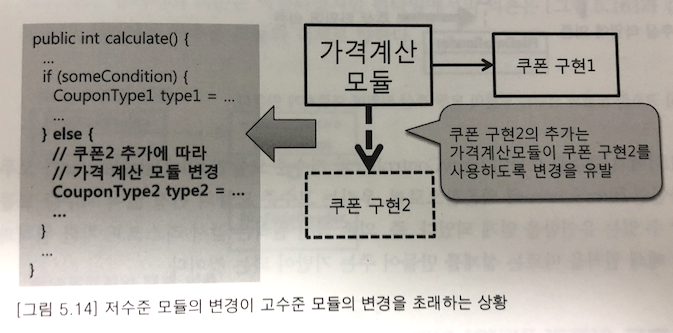 public int calculate() {
...
if (someCondition) {
CouponType1 type1 = ...
...
} else {
// 쿠폰2 추가에 따라
// 가격 계산 모듈 변경
CouponType2 type2 = ...
...
}
...
}
가격계산
모듈
쿠폰 구현1
쿠폰 구현2의 추가는
가격계산모듈이 쿠폰 구현2를
사용하도록 변경을 유발
쿠폰 구현2
[그림 5.14] 저수준 모듈의 변경이 고수준 모듈의 변경을 초래하는 상황